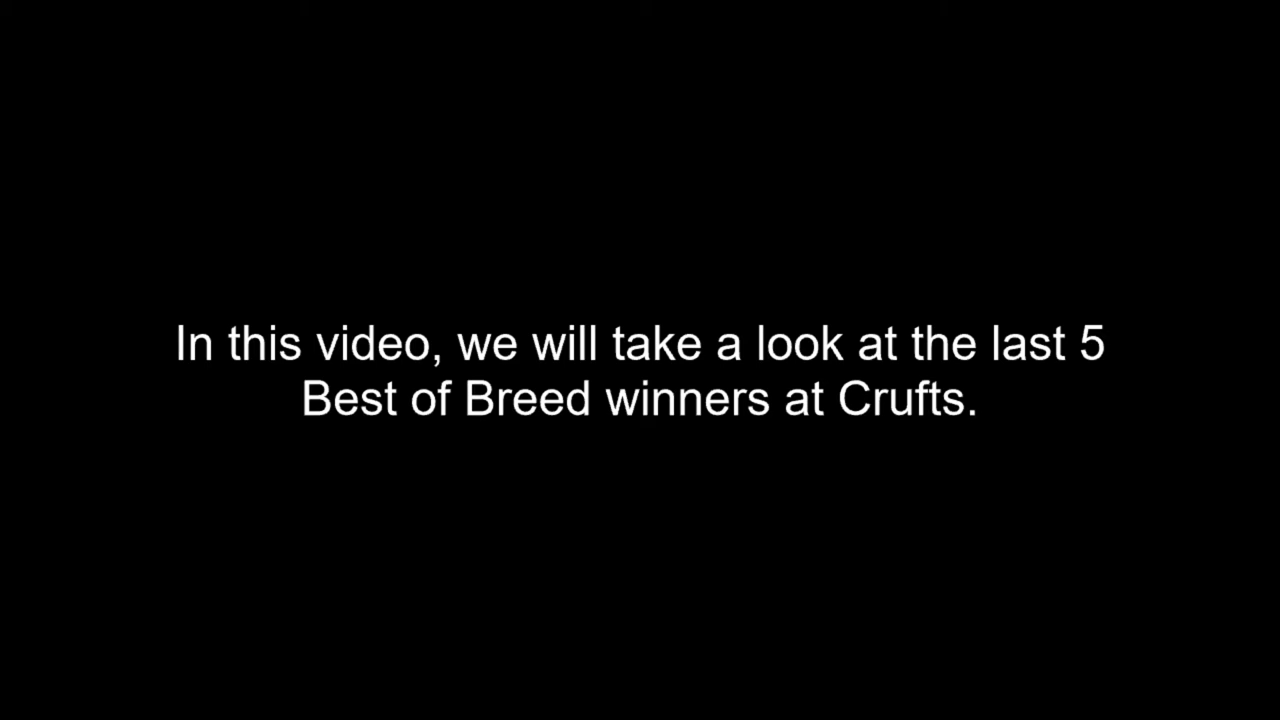 In this video, we will take a look at the last 5
Best of Breed winners at Crufts.